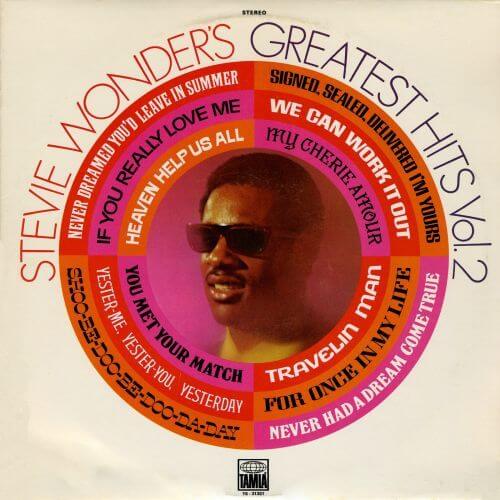 STEREO
STEVIE WONDER'S GREATEST HITS Vol. 2
NEVER DREAMED YOU'D LEAVE IN SUMMER
IF YOU REALLY LOVE ME
HEAVEN HELP US ALL
SIGNED, SEALED, DELIVERED I'M YOURS
WE CAN WORK IT OUT
MY CHERIE AMOUR
YOU MET YOUR MATCH
YESTER-ME, YESTER-YOU, YESTERDAY
SHOO-BE-DOO-BE-DOO-DA-DAY
TRAVELIN MAN
FOR ONCE IN MY LIFE
NEVER HAD A DREAM COME TRUE
TAMLA